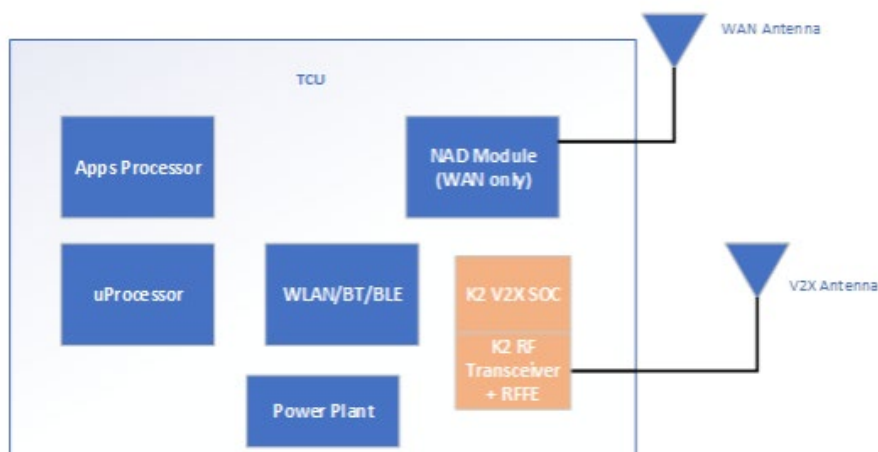 WAN Antenna
TCU
Apps Processor
NAD Module
(WAN only)
uProcessor
WLAN/BT/BLE
K2 V2X SOC
V2X Antenna
K2 RF
Transceiver
+ RFFE
Power Plant